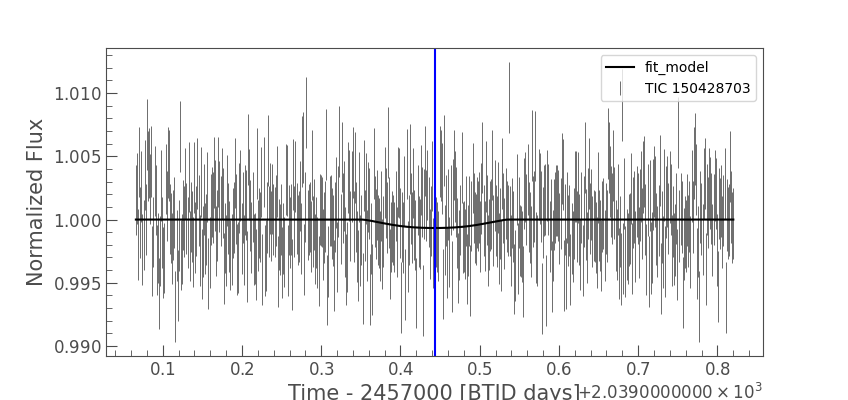 fit_model
TIC 150428703
1.010
1.005
1.000
0.995
0.990
Normalized Flux
0.1 0.2 0.3 0.4 0.5 0.6 0.7 0.8
Time - 2457000 [BTJD days]
+2.0390000000 × 10³